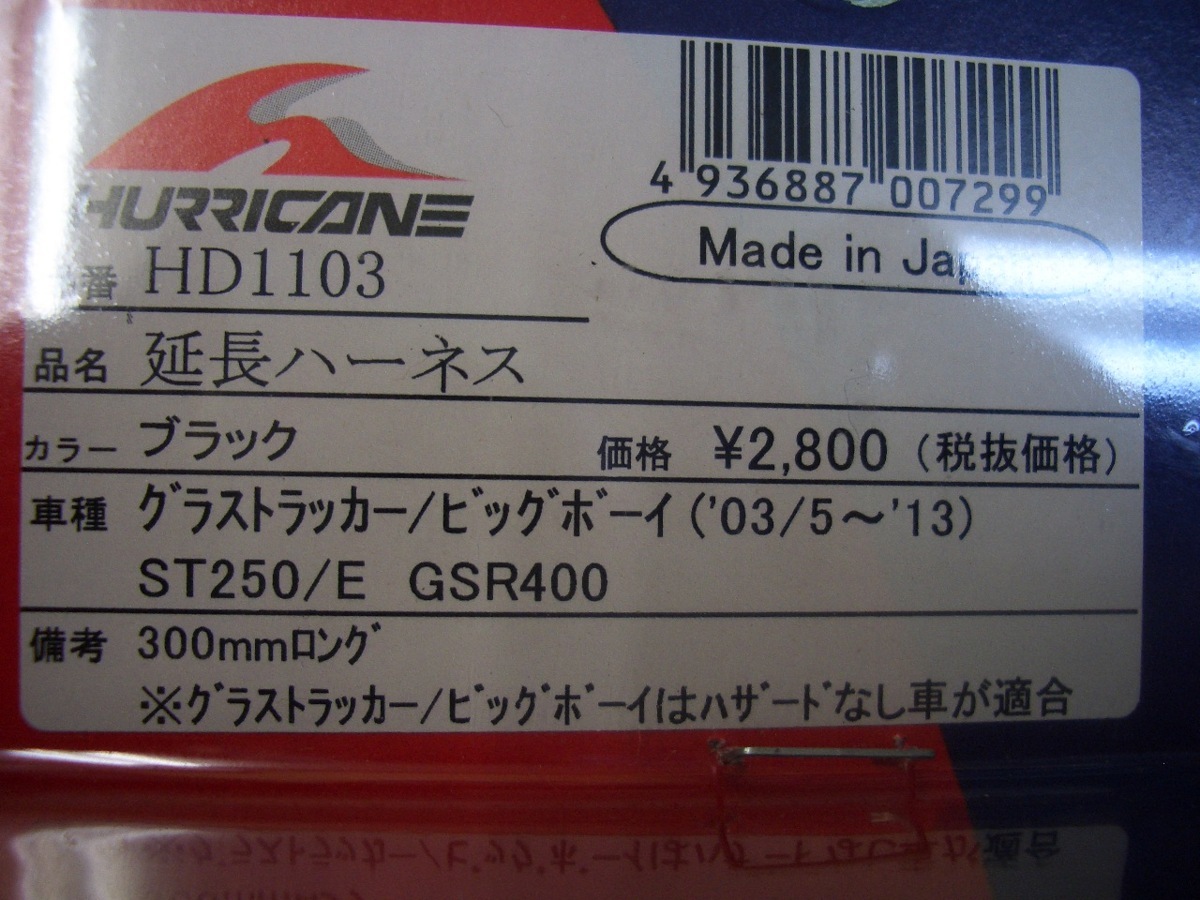 HURRICANE
4 936887 007299
Made in Ja
番 HD1103
品名 延長ハーネス
カラー ブラック 価格 ¥2,800 (税抜価格)
車種 グラストラッカー/ビッグボーイ('03/5～'13)
ST250/E GSR400
備考 300mmロング
※グラストラッカー/ビッグボーイはハザードなし車が適合